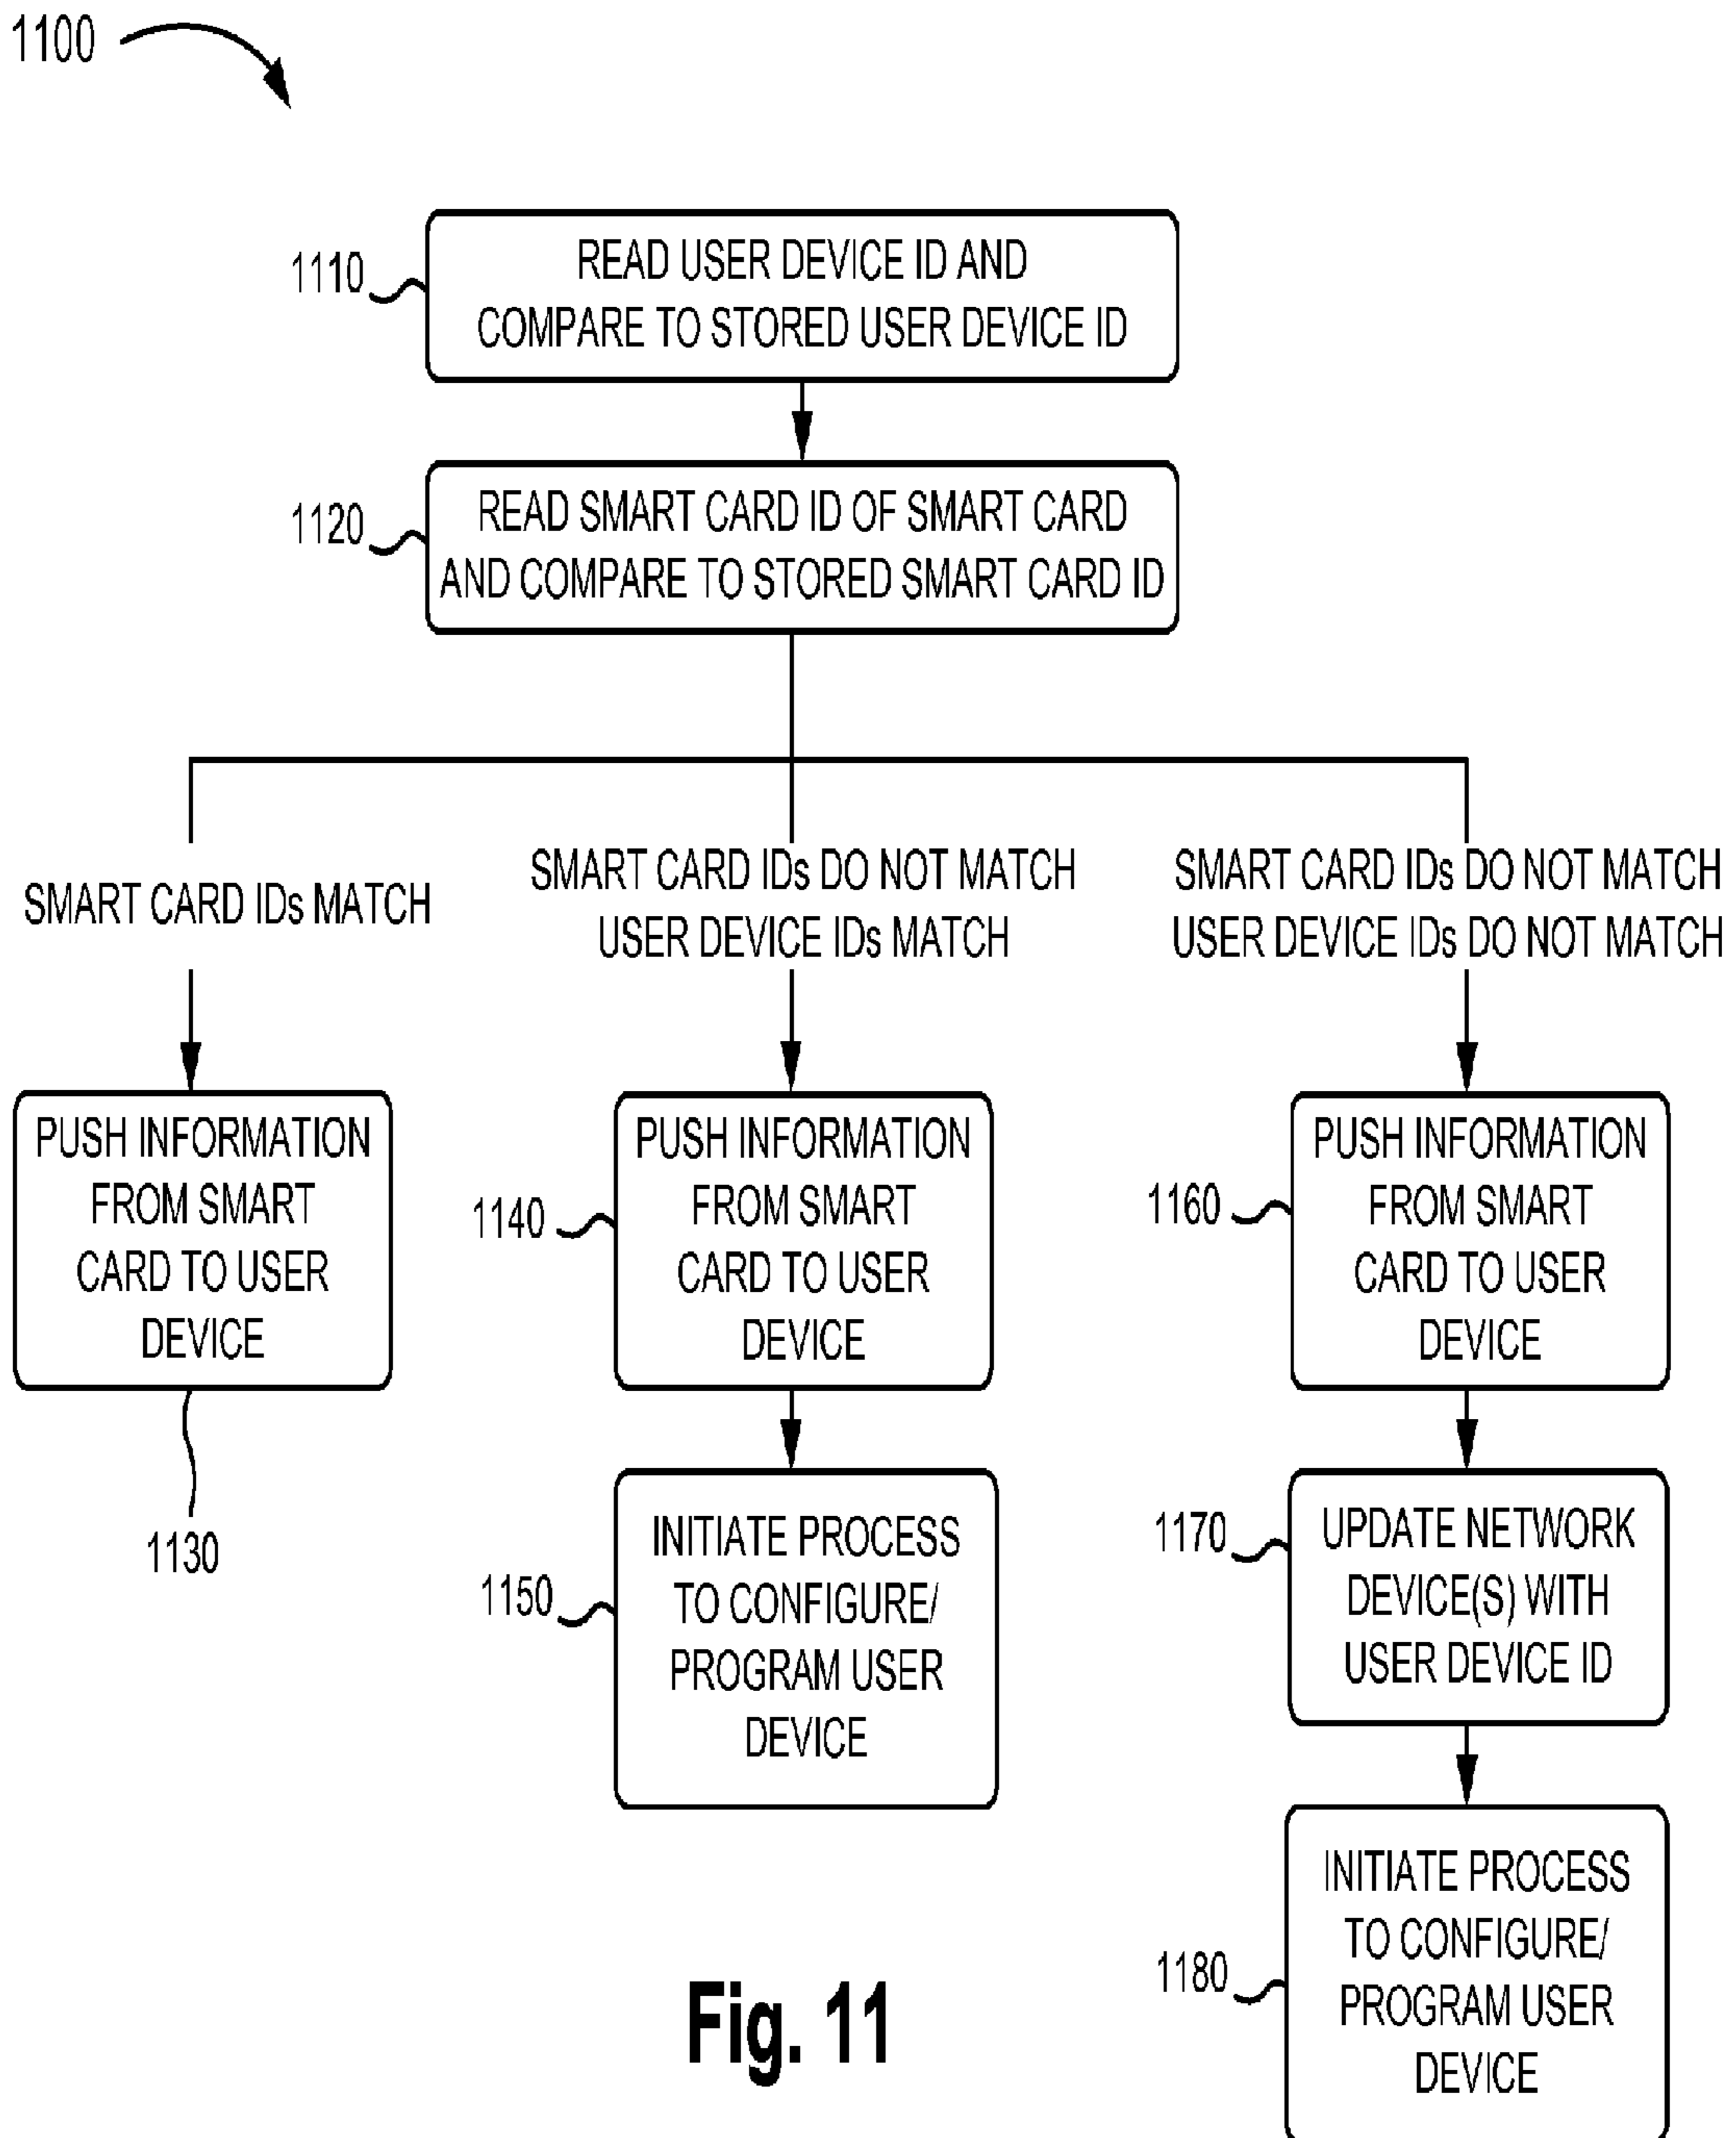 1100
1110
READ USER DEVICE ID AND
COMPARE TO STORED USER DEVICE ID
1120
READ SMART CARD ID OF SMART CARD
AND COMPARE TO STORED SMART CARD ID
SMART CARD IDs MATCH
SMART CARD IDs DO NOT MATCH
USER DEVICE IDs MATCH
SMART CARD IDs DO NOT MATCH
USER DEVICE IDs DO NOT MATCH
PUSH INFORMATION
FROM SMART
CARD TO USER
DEVICE
1130
1140
PUSH INFORMATION
FROM SMART
CARD TO USER
DEVICE
1150
INITIATE PROCESS
TO CONFIGURE/
PROGRAM USER
DEVICE
1160
PUSH INFORMATION
FROM SMART
CARD TO USER
DEVICE
1170
UPDATE NETWORK
DEVICE(S) WITH
USER DEVICE ID
1180
INITIATE PROCESS
TO CONFIGURE/
PROGRAM USER
DEVICE
Fig. 11